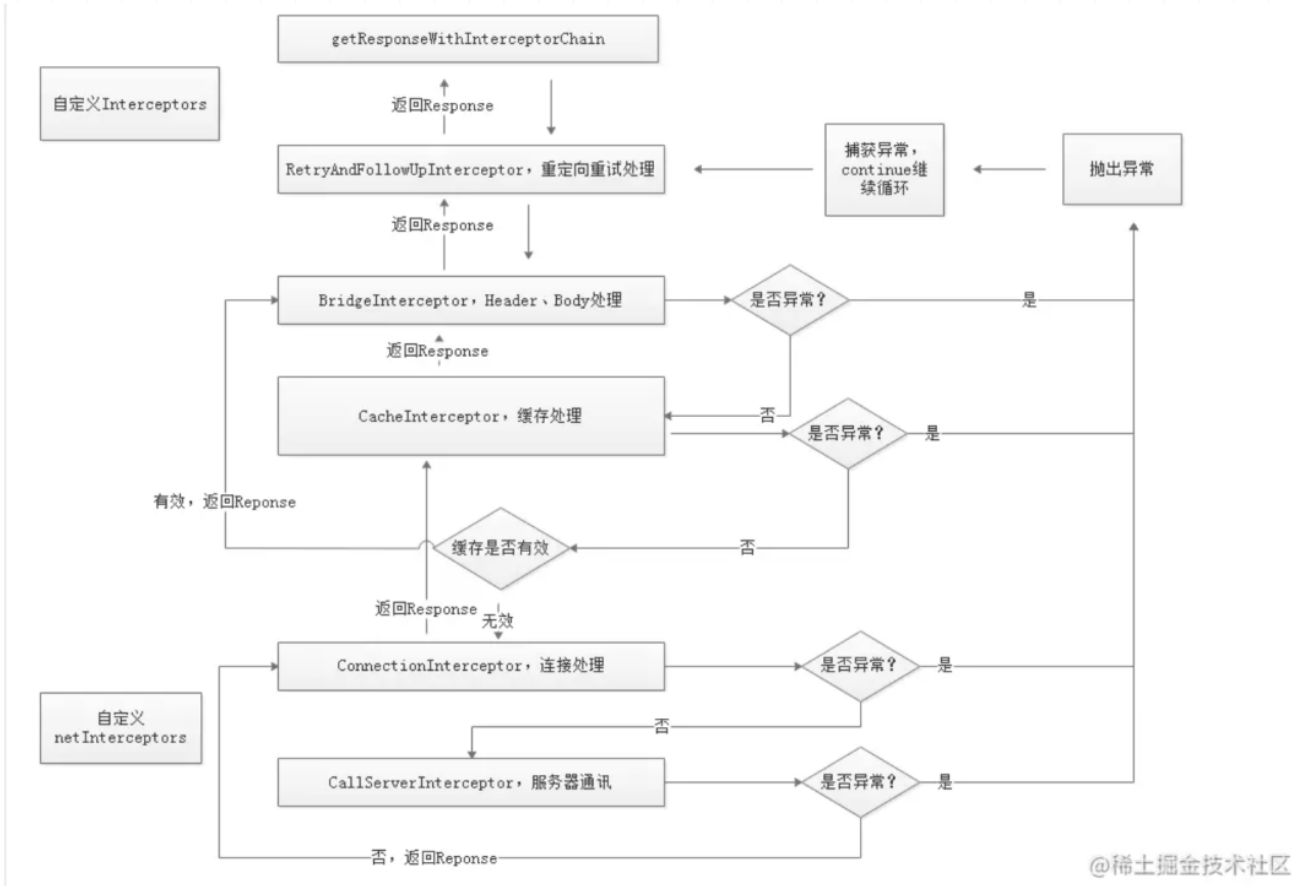 getResponseWithInterceptorChain
自定义Interceptors
返回Response
RetryAndFollowUpInterceptor，重定向重试处理
捕获异常，
continue继
续循环
抛出异常
返回Response
BridgeInterceptor，Header、Body处理
是否异常？
是
返回Response
CacheInterceptor，缓存处理
否
是否异常？
是
有效，返回Reponse
缓存是否有效
否
返回Response
无效
ConnectionInterceptor，连接处理
是否异常？
是
自定义
netInterceptors
否
CallServerInterceptor，服务器通讯
是否异常？
是
否，返回Reponse
@稀土掘金技术社区